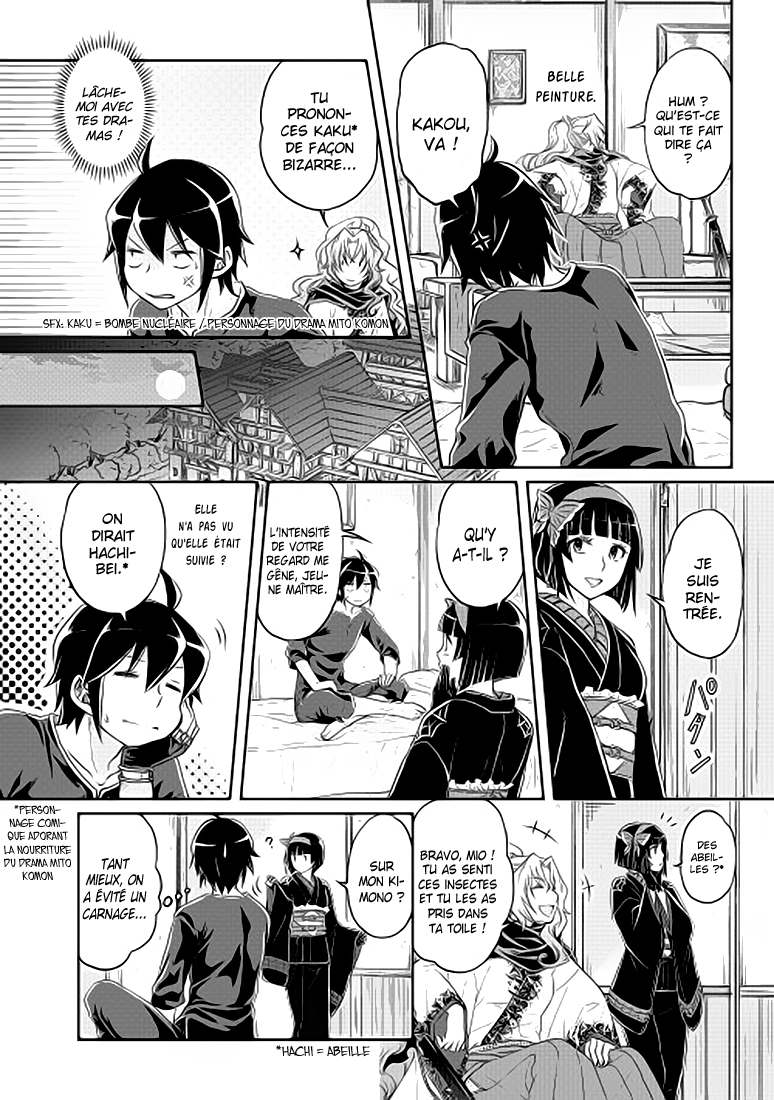 HUM ?
QU'EST-CE
QUI TE FAIT
DIRE ÇA
?
BELLE
PEINTURE.
KAKOU,
VA !
TU
PRONON-
CES KAKU*
DE FAÇON
BIZARRE...
LÂCHE-
MOI AVEC
TES DRA-
MAS !
SFX: KAKU = BOMBE NUCLÉAIRE / PERSONNAGE DU DRAMA MITO KOMON
JE
SUIS
REN-
TRÉE.
パタン
QU'Y
A-T-IL ?
L'INTENSITÉ
DE VOTRE
REGARD ME
GÊNE, JEU-
NE MAÎTRE.
ELLE
N'A PAS VU
QU'ELLE ÉTAIT
SUIVIE ?
ON
DIRAIT
HACHI-
BEI.*
*PERSON-
NAGE COMI-
QUE ADORANT
LA NOURRITURE
DU DRAMA MITO
KOMON
DES
ABEIL-
LES ?*
BRAVO, MIO !
TU AS SENTI
CES INSECTES
ET TU LES AS
PRIS DANS
TA TOILE !
SUR
MON KI-
MONO ?
?
TANT
MIEUX, ON
A ÉVITÉ UN
CARNAGE...
*HACHI = ABEILLE